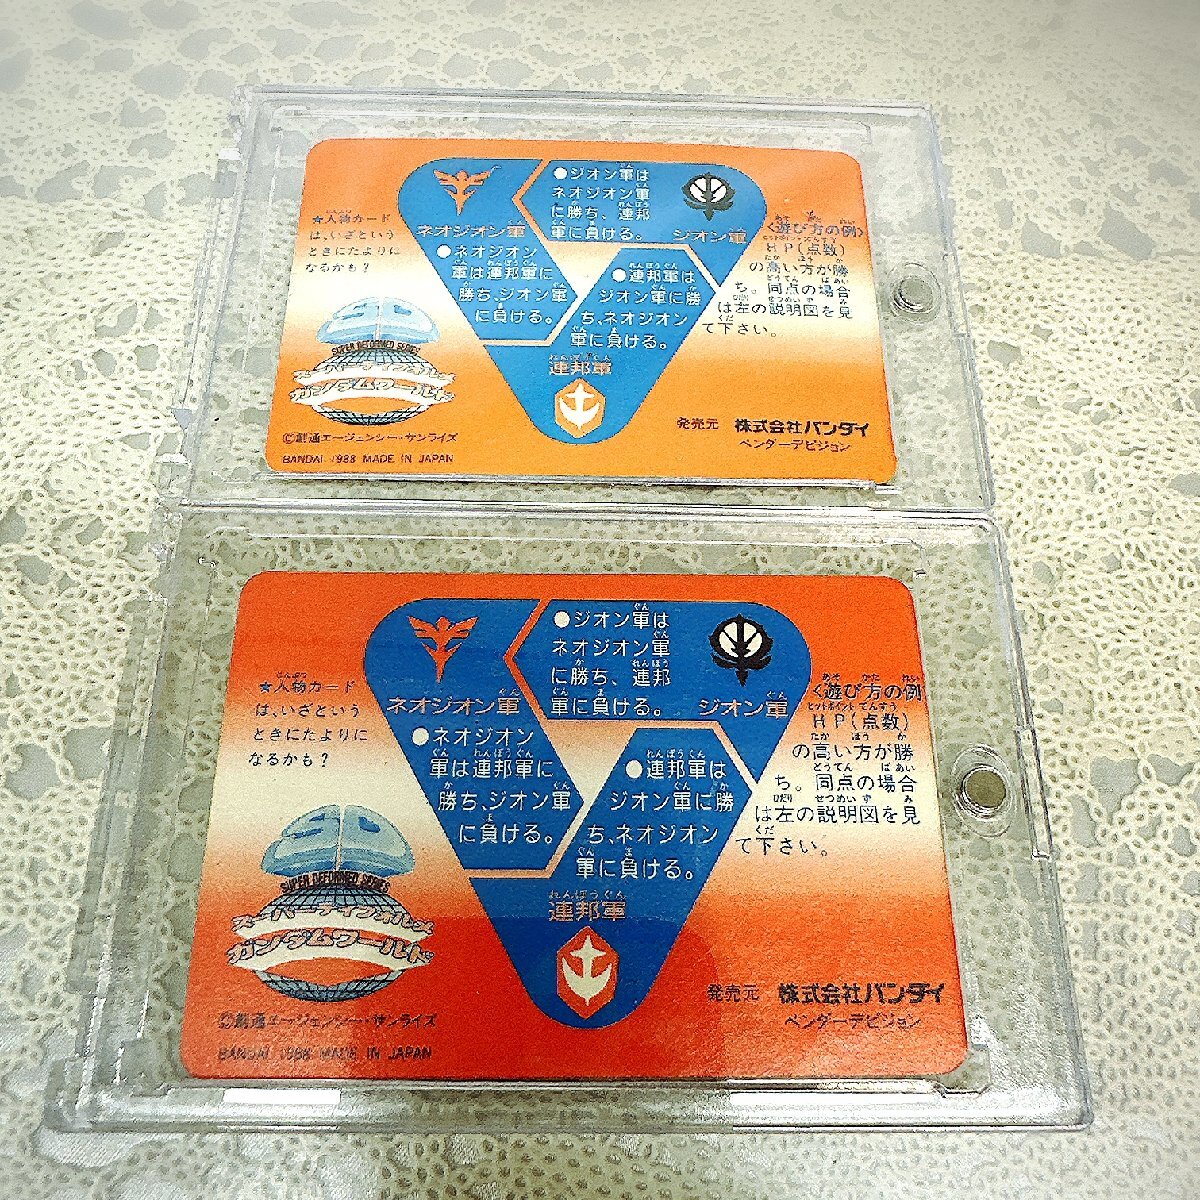 ★人物カード
は、いざという
ときにたよりに
なるかも？
ネオジオン軍
●ネオジオン
軍は連邦軍に
勝ち、ジオン軍
に負ける。
●ジオン軍は
ネオジオン軍
に勝ち、連邦
軍に負ける。
ジオン軍
●連邦軍は
ジオン軍に勝
ち、ネオジオン
軍に負ける。
連邦軍
<遊び方の例>
HP(点数)
の高い方が勝
ち。同点の場合
は左の説明図を見
て下さい。
SUPER DEFORMED SERIES
スーパーディフォルメ
ガンダムワールド
©創通エージェンシー・サンライズ
BANDAI 1988 MADE IN JAPAN
発売元 株式会社バンダイ
ベンダーデビジョン
★人物カード
は、いざという
ときにたよりに
なるかも？
ネオジオン軍
●ネオジオン
軍は連邦軍に
勝ち、ジオン軍
に負ける。
●ジオン軍は
ネオジオン軍
に勝ち、連邦
軍に負ける。
ジオン軍
●連邦軍は
ジオン軍に勝
ち、ネオジオン
軍に負ける。
連邦軍
<遊び方の例
HP(点数)
の高い方が勝
ち。同点の場合
は左の説明図を見
て下さい。
SUPER DEFORMED SERIES
スーパーディフォルメ
ガンダムワールド
©創通エージェンシー・サンライズ
BANDAI 1988 MADE IN JAPAN
発売元 株式会社バンダイ
ベンダーデビジョン